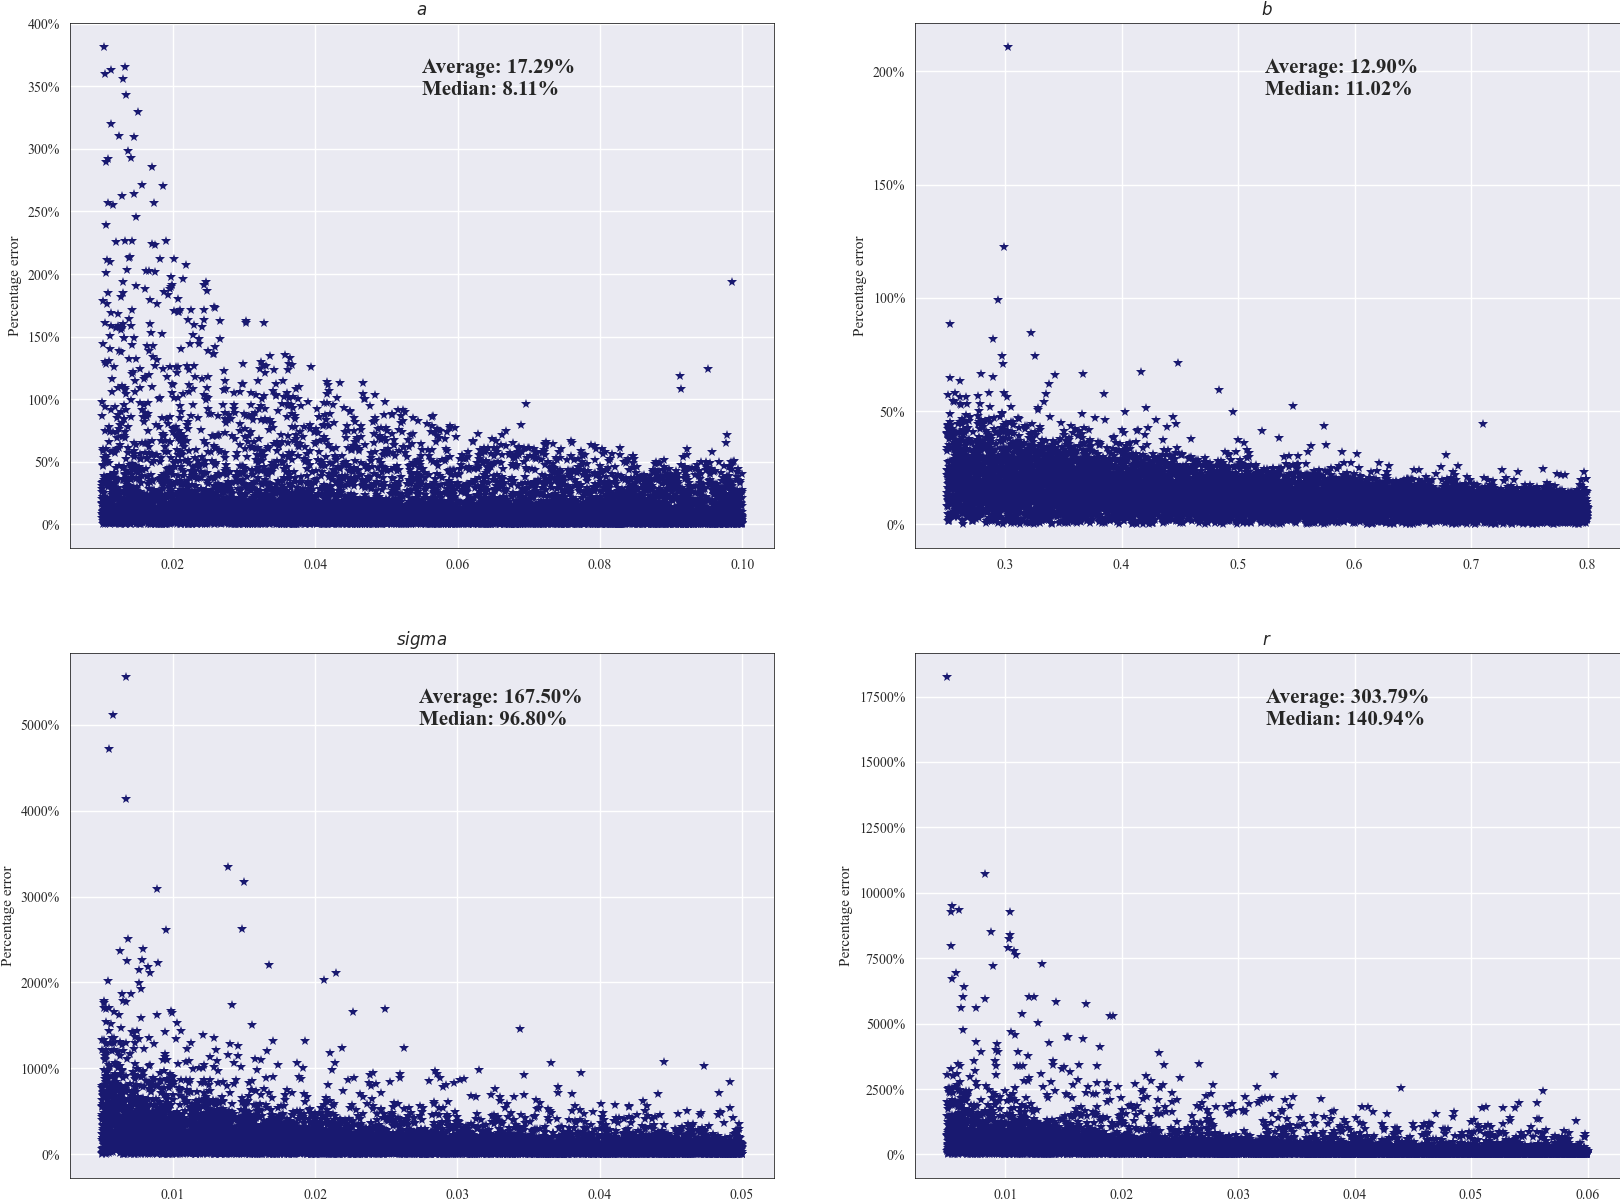 a
400%
350%
300%
250%
200%
150%
100%
50%
0%
Percentage error
Average: 17.29%
Median: 8.11%
0.02 0.04 0.06 0.08 0.10
b
200%
150%
100%
50%
0%
Percentage error
Average: 12.90%
Median: 11.02%
0.3 0.4 0.5 0.6 0.7 0.8
sigma
5000%
4000%
3000%
2000%
1000%
0%
Percentage error
Average: 167.50%
Median: 96.80%
0.01 0.02 0.03 0.04 0.05
r
17500%
15000%
12500%
10000%
7500%
5000%
2500%
0%
Percentage error
Average: 303.79%
Median: 140.94%
0.01 0.02 0.03 0.04 0.05 0.06